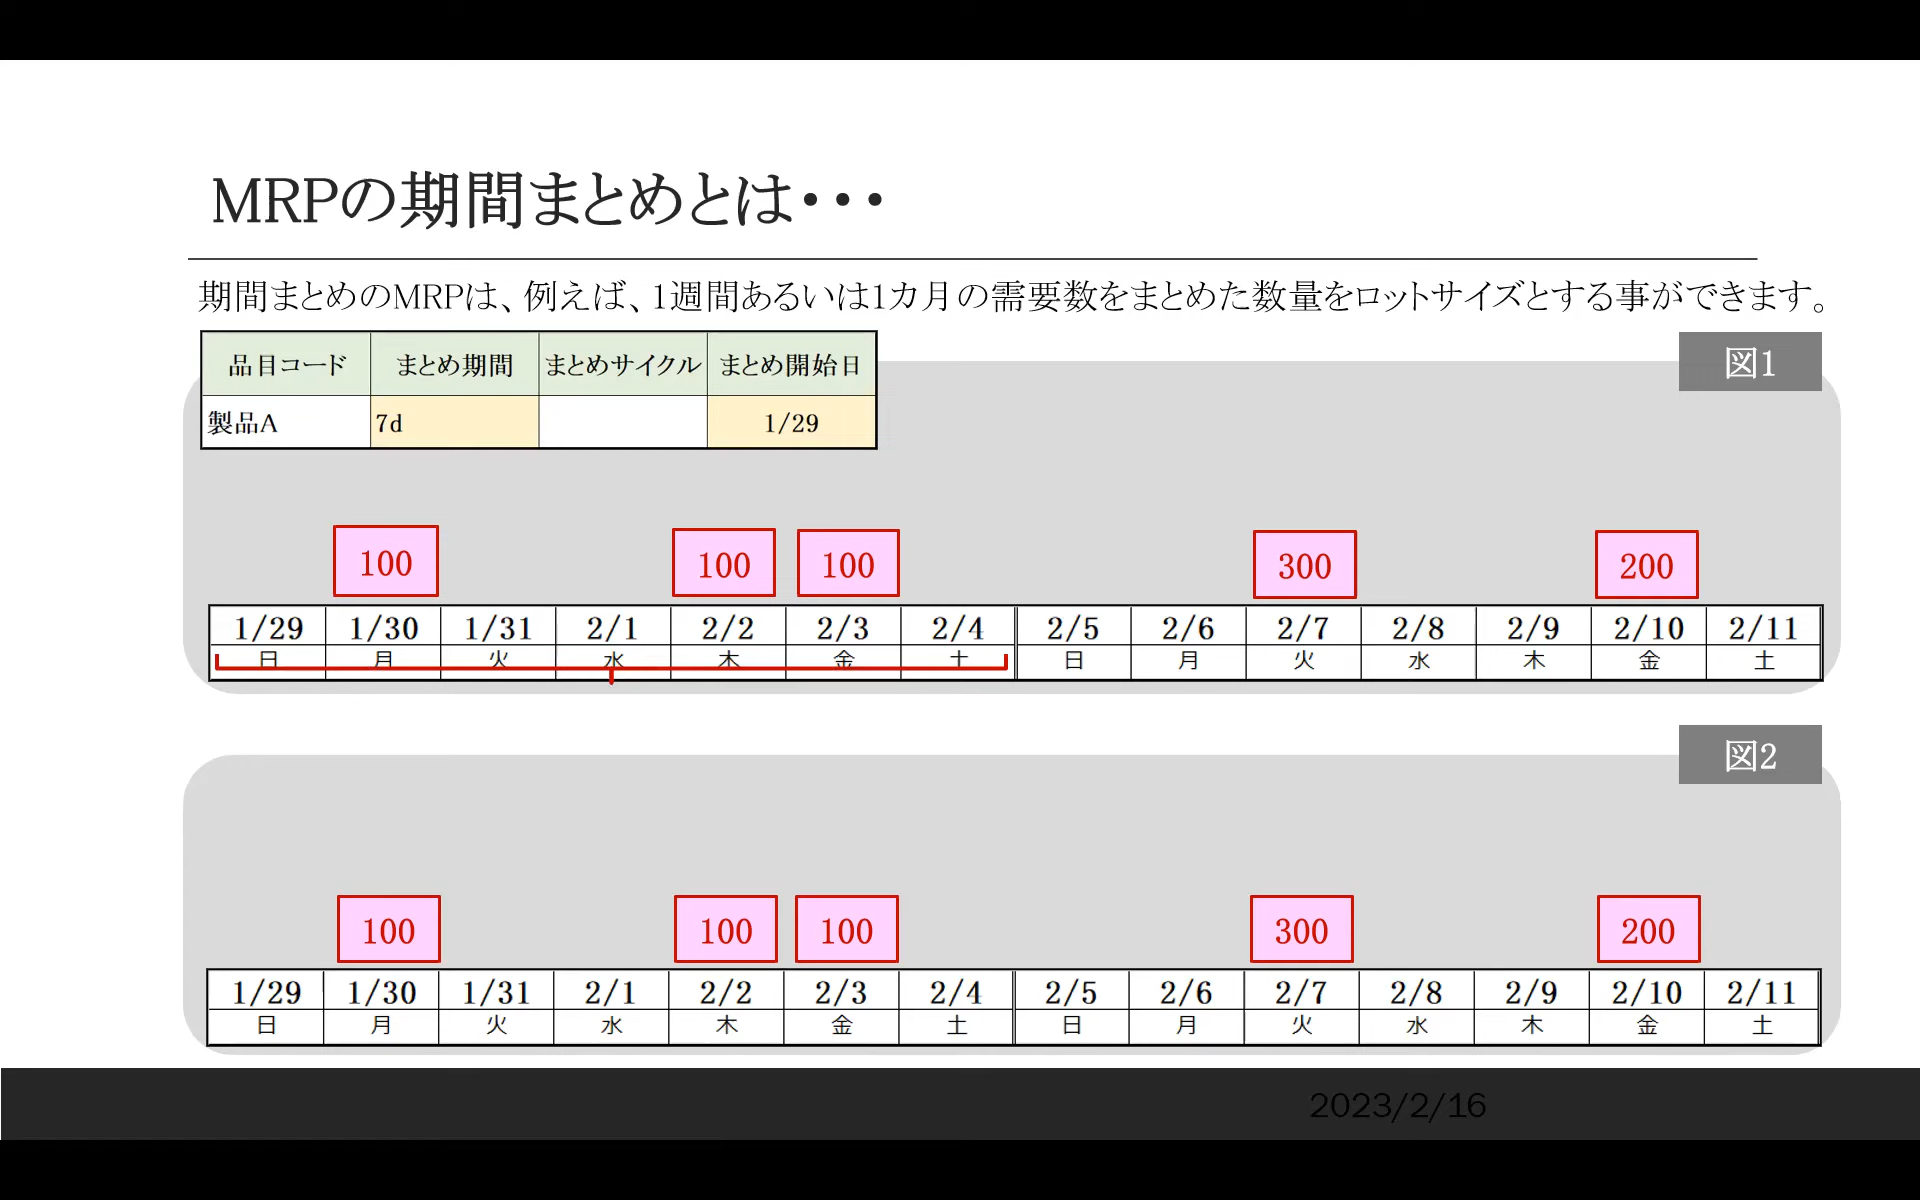 MRPの期間まとめとは・・・
期間まとめのMRPは、例えば、1週間あるいは1カ月の需要数をまとめた数量をロットサイズとする事ができます。
図1
品目コード まとめ期間 まとめサイクル まとめ開始日
製品A 7d 1/29
100 100 100 300 200
1/29 1/30 1/31 2/1 2/2 2/3 2/4 2/5 2/6 2/7 2/8 2/9 2/10 2/11
日 月 火 水 木 金 土 日 月 火 水 木 金 土
図2
100 100 100 300 200
1/29 1/30 1/31 2/1 2/2 2/3 2/4 2/5 2/6 2/7 2/8 2/9 2/10 2/11
日 月 火 水 木 金 土 日 月 火 水 木 金 土
2023/2/16